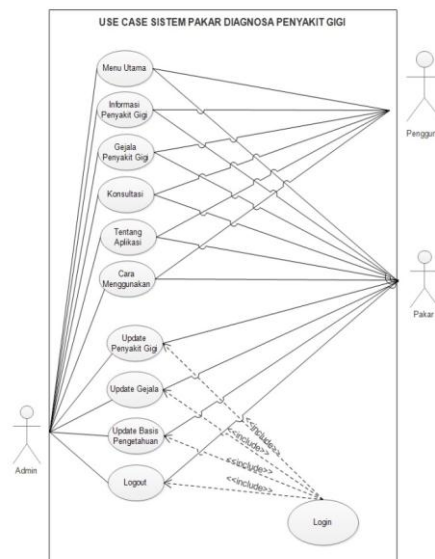 USE CASE SISTEM PAKAR DIAGNOSA PENYAKIT GIGI
Menu Utama
Informasi
Penyakit Gigi
Gejala
Penyakit Gigi
Konsultasi
Tentang
Aplikasi
Cara
Menggunakan
Update
Penyakit Gigi
Update Gejala
Update Basis
Pengetahuan
Logout
Login
Admin
Penggun
Pakar
<<include>>
<<include>>
<<include>>
<<include>>